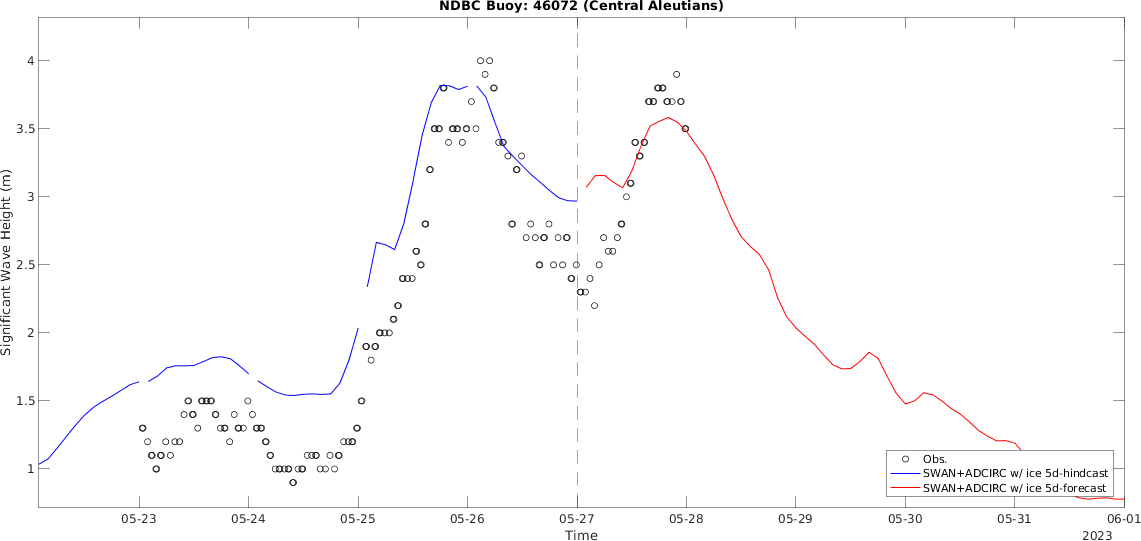 NDBC Buoy: 46072 (Central Aleutians)
Significant Wave Height (m)
4
3.5
3
2.5
2
1.5
1
Obs.
SWAN+ADCIRC w/ ice 5d-hindcast
SWAN+ADCIRC w/ ice 5d-forecast
05-23 05-24 05-25 05-26 05-27 05-28 05-29 05-30 05-31 06-01
Time
2023